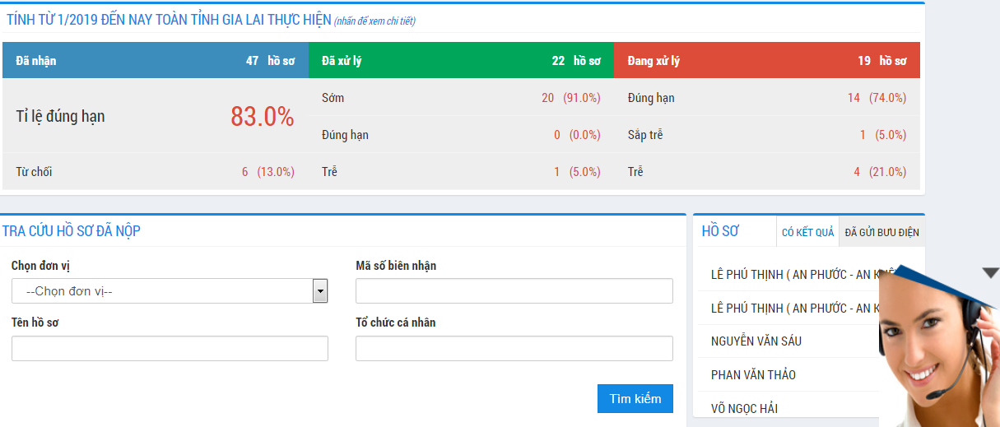 TÍNH TỪ 1/2019 ĐẾN NAY TOÀN TỈNH GIA LAI THỰC HIỆN (nhấn để xem chi tiết)
Đã nhận 47 hồ sơ Đã xử lý 22 hồ sơ Đang xử lý 19 hồ sơ
Tỉ lệ đúng hạn 83.0%
Sớm 20 (91.0%) Đúng hạn 14 (74.0%)
Đúng hạn 0 (0.0%) Sắp trễ 1 (5.0%)
Từ chối 6 (13.0%) Trễ 1 (5.0%) Trễ 4 (21.0%)
TRA CỨU HỒ SƠ ĐÃ NỘP
Chọn đơn vị Mã số biên nhận
--Chọn đơn vị--
Tên hồ sơ Tổ chức cá nhân
Tìm kiếm
HỒ SƠ CÓ KẾT QUẢ ĐÃ GỬI BƯU ĐIỆN
LÊ PHÚ THỊNH ( AN PHƯỚC - AN
LÊ PHÚ THỊNH ( AN PHƯỚC - AN
NGUYỄN VĂN SÁU
PHAN VĂN THẢO
VÕ NGỌC HẢI